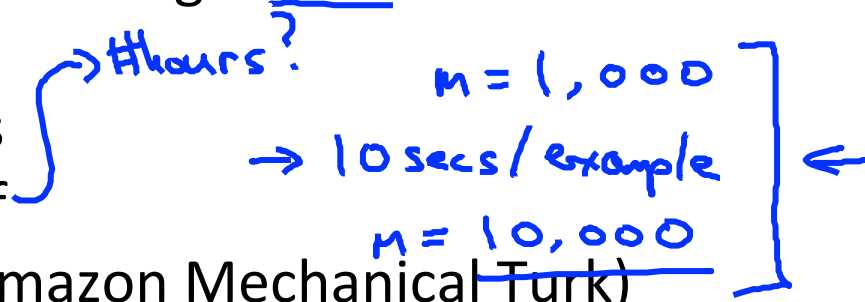 #hours?
m = 1,000
→ 10 secs/example
m = 10,000
mazon Mechanical Turk)